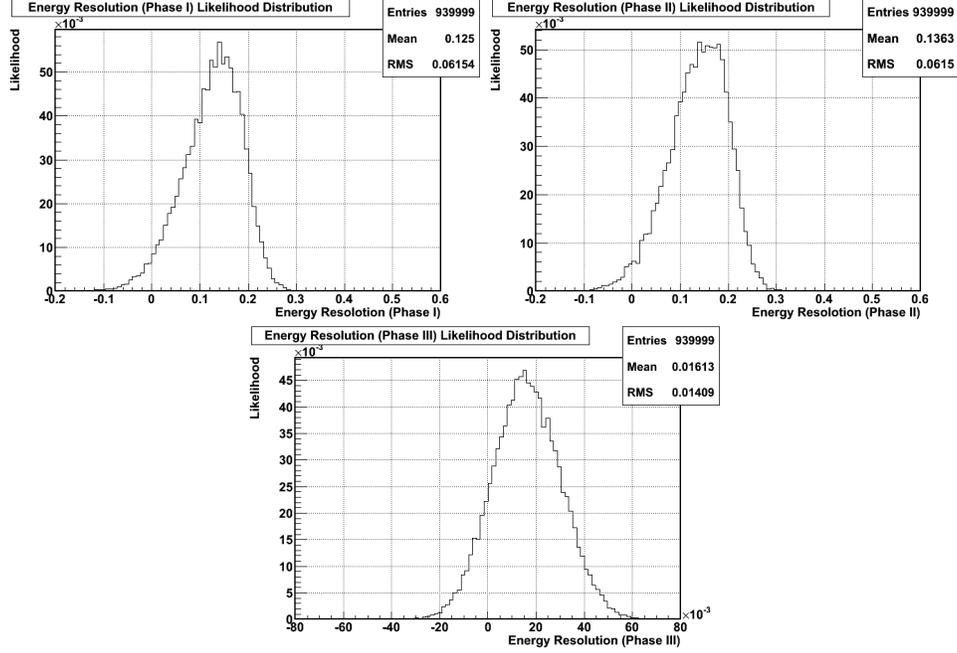 Energy Resolution (Phase I) Likelihood Distribution
Entries 939999
Mean 0.125
RMS 0.06154
×10-3
Likelihood
50
40
30
20
10
0
-0.2 -0.1 0 0.1 0.2 0.3 0.4 0.5 0.6
Energy Resolotion (Phase I)
Energy Resolution (Phase II) Likelihood Distribution
Entries 939999
Mean 0.1363
RMS 0.0615
×10-3
Likelihood
50
40
30
20
10
0
-0.2 -0.1 0 0.1 0.2 0.3 0.4 0.5 0.6
Energy Resolotion (Phase II)
Energy Resolution (Phase III) Likelihood Distribution
Entries 939999
Mean 0.01613
RMS 0.01409
×10-3
Likelihood
45
40
35
30
25
20
15
10
5
0
-80 -60 -40 -20 0 20 40 60 80
×10-3
Energy Resolution (Phase III)